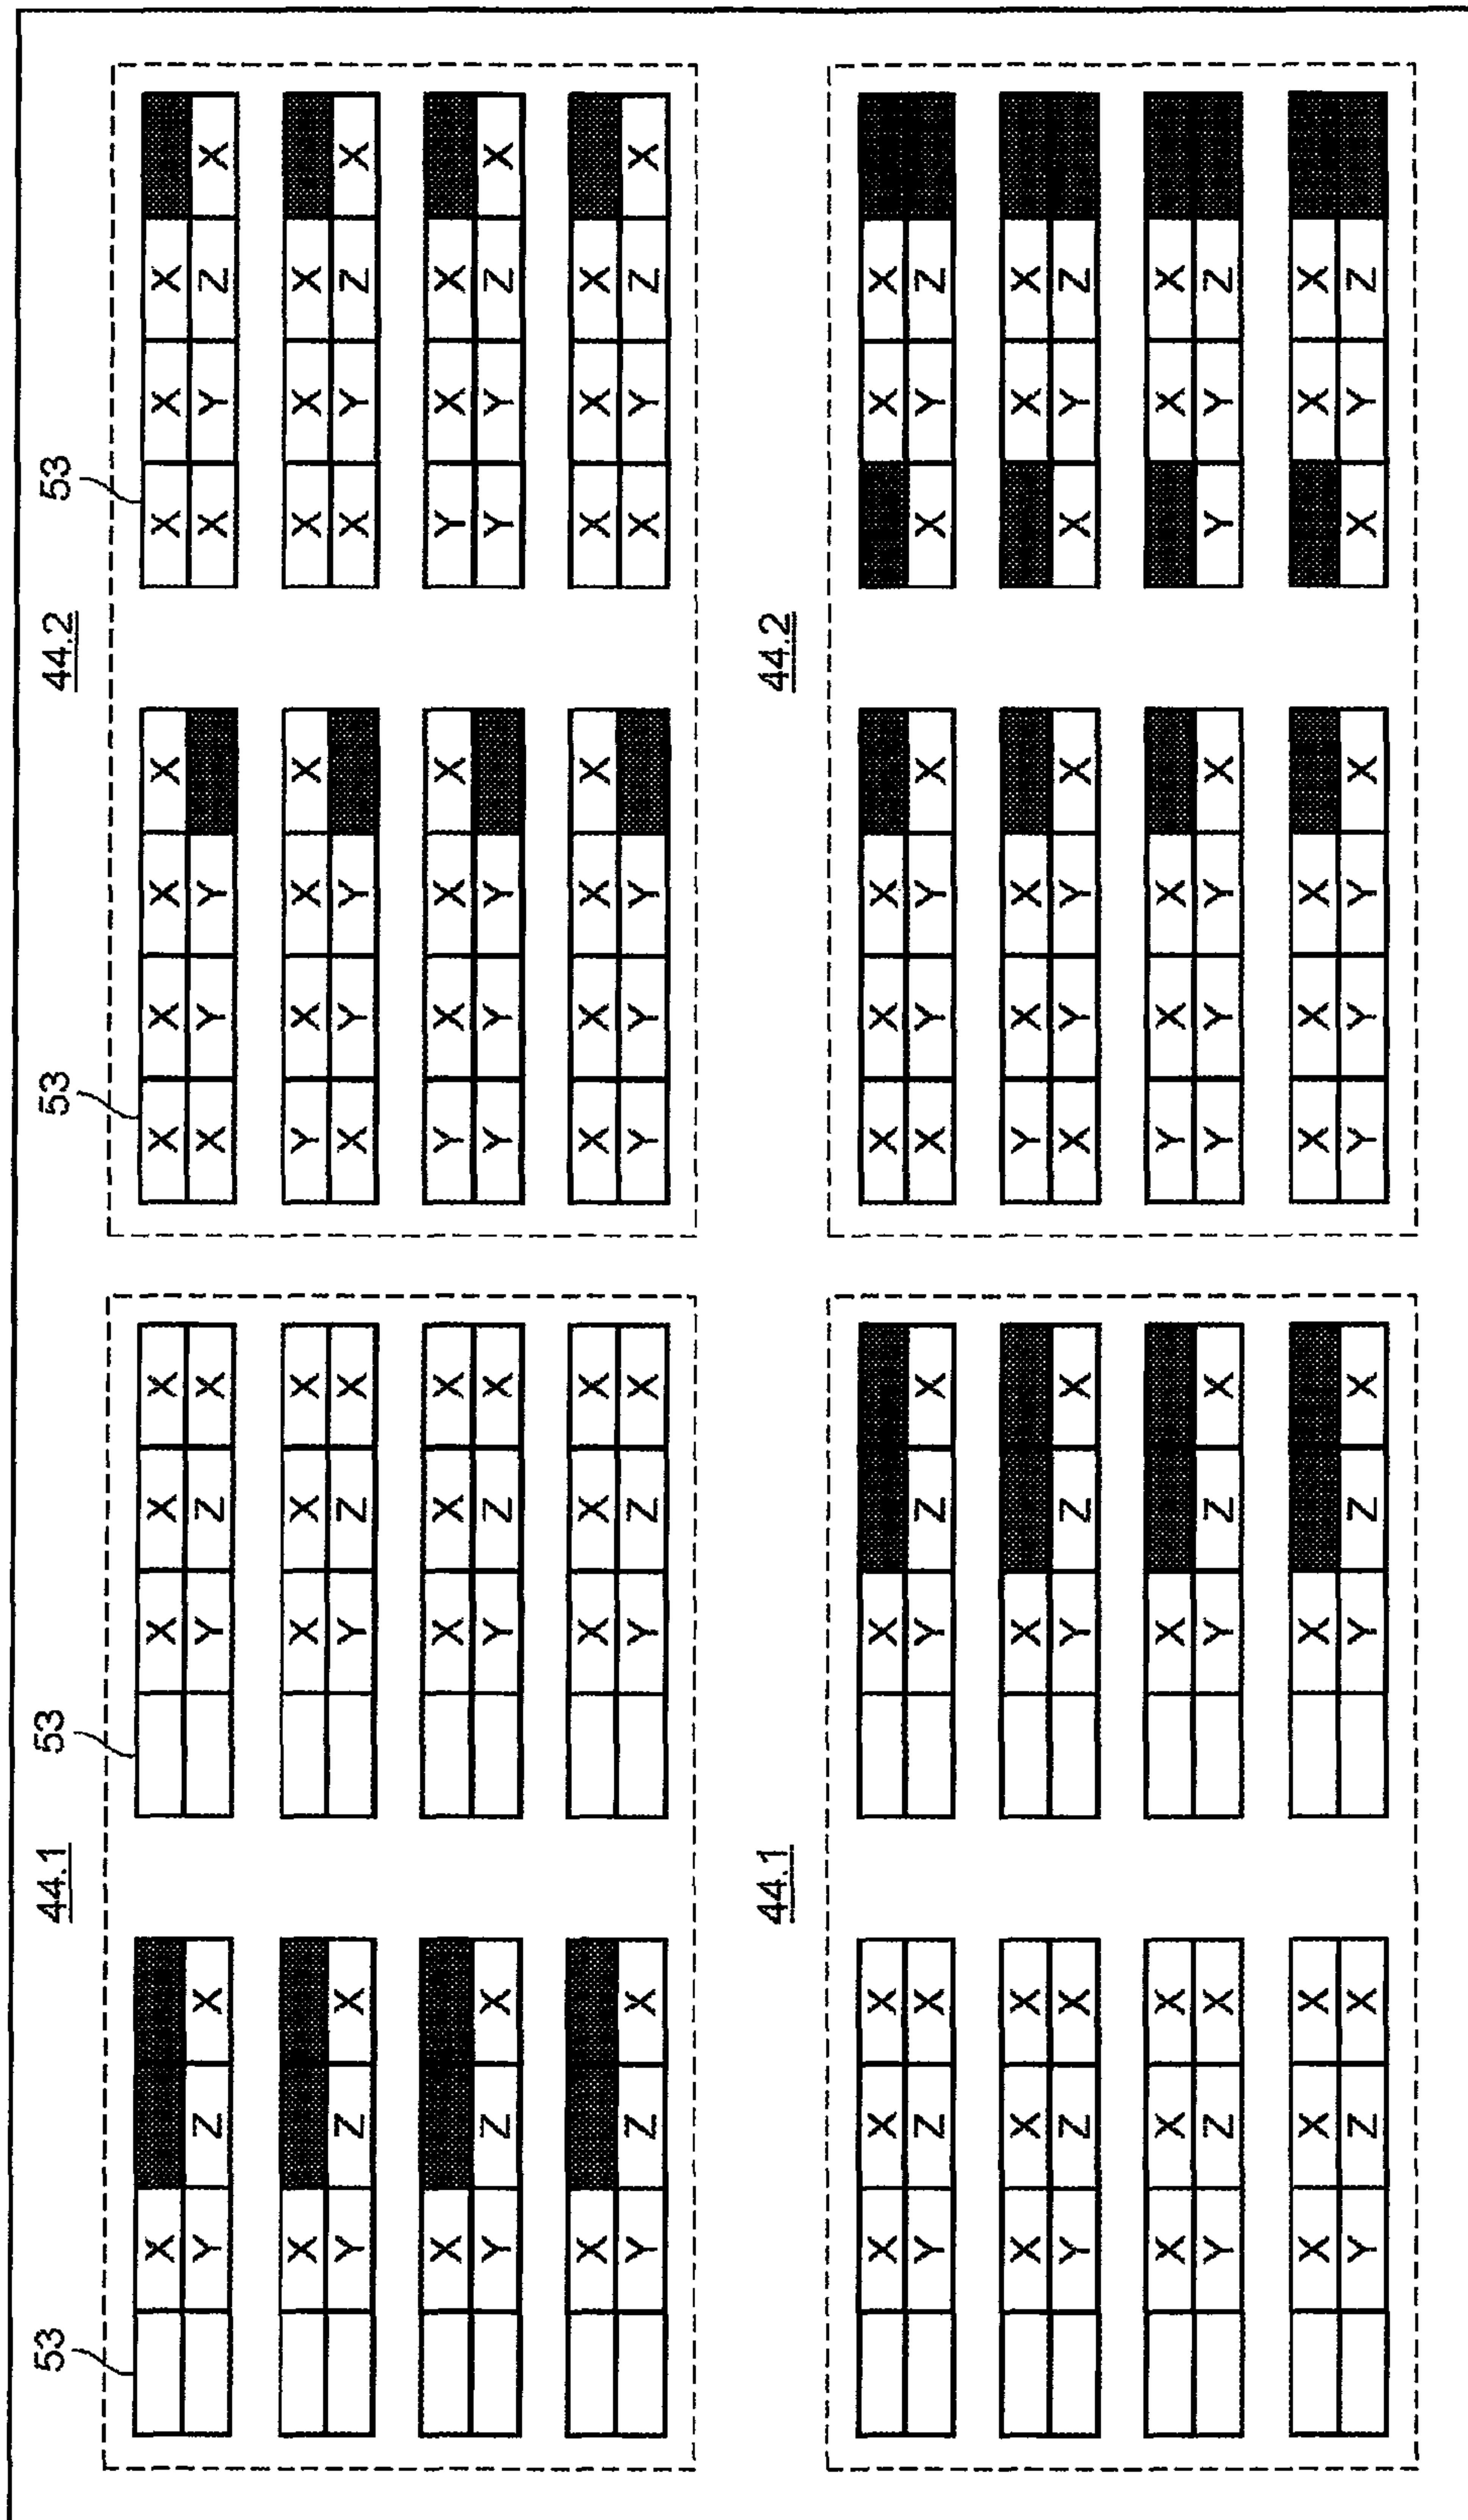 53 44.1 53 53 44.2 53
X X X X X X X X X X X
Y Z X Y Z X X Y Y X Y Z X
X X X X Y X X X X X X
Y Z X Y Z X X Y Y X Y Z X
X X X X Y X X X Y X X
Y Z X Y Z X Y Y Y Y Y Z X
X X X X X X X X X X X
Y Z X Y Z X Y Y Y X Y Z X
44.1 44.2
X X X X X X X X X
Y Z X Y Z X X Y Y X X Y Z
X X X X Y X X X X
Y Z X Y Z X X Y Y X X Y Z
X X X X Y X X X X
Y Z X Y Z X Y Y Y X Y Y Z
X X X X X X X X X
Y Z X Y Z X Y Y Y X X Y Z